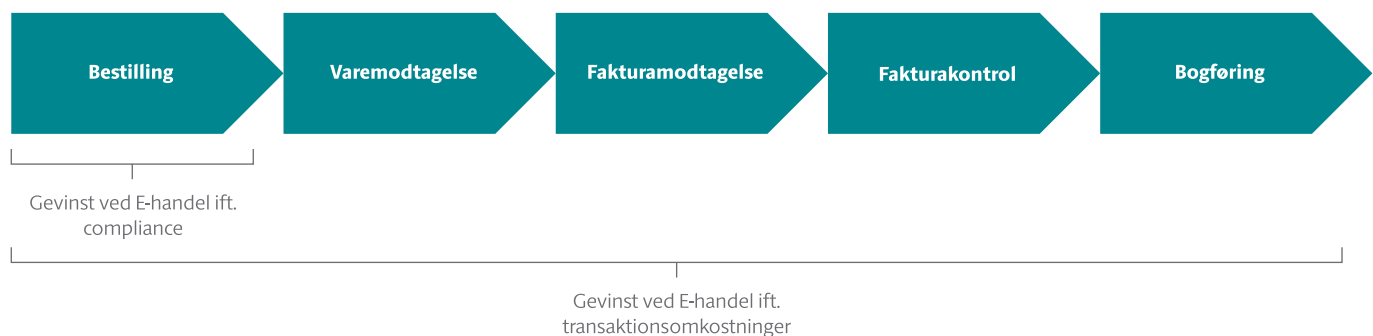 Bestilling
Varemodtagelse
Fakturamodtagelse
Fakturakontrol
Bogføring
Gevinst ved E-handel ift.
compliance
Gevinst ved E-handel ift.
transaktionsomkostninger